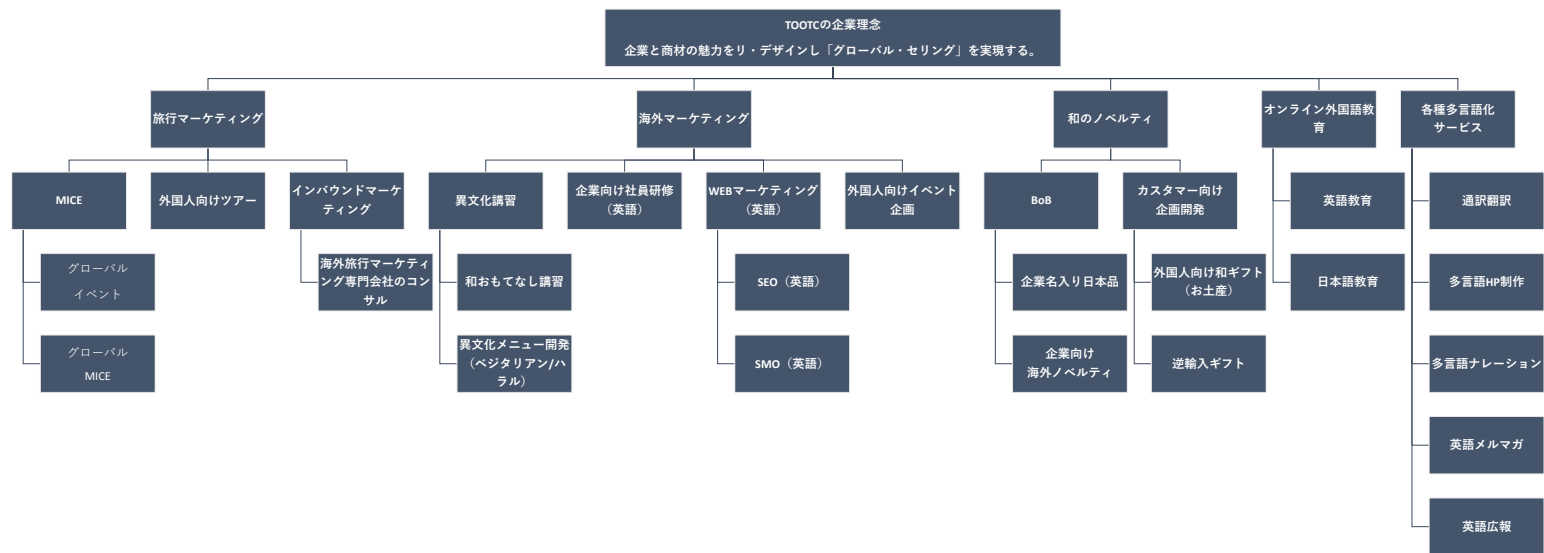 TOOTCの企業理念
企業と商材の魅力をリ・デザインし「グローバル・セリング」を実現する。
旅行マーケティング
海外マーケティング
和のノベルティ
オンライン外国語教
育
各種多言語化
サービス
MICE
外国人向けツアー
インバウンドマーケ
ティング
異文化講習
企業向け社員研修
（英語）
WEBマーケティング
（英語）
外国人向けイベント
企画
BoB
カスタマー向け
企画開発
英語教育
通訳翻訳
グローバル
イベント
海外旅行マーケティ
ング専門会社のコン
サル
和おもてなし講習
SEO（英語）
企業名入り日本品
外国人向け和ギフト
（お土産）
日本語教育
多言語HP制作
グローバル
MICE
異文化メニュー開発
（ベジタリアン/ハ
ラル）
SMO（英語）
企業向け
海外ノベルティ
逆輸入ギフト
多言語ナレーション
英語メルマガ
英語広報